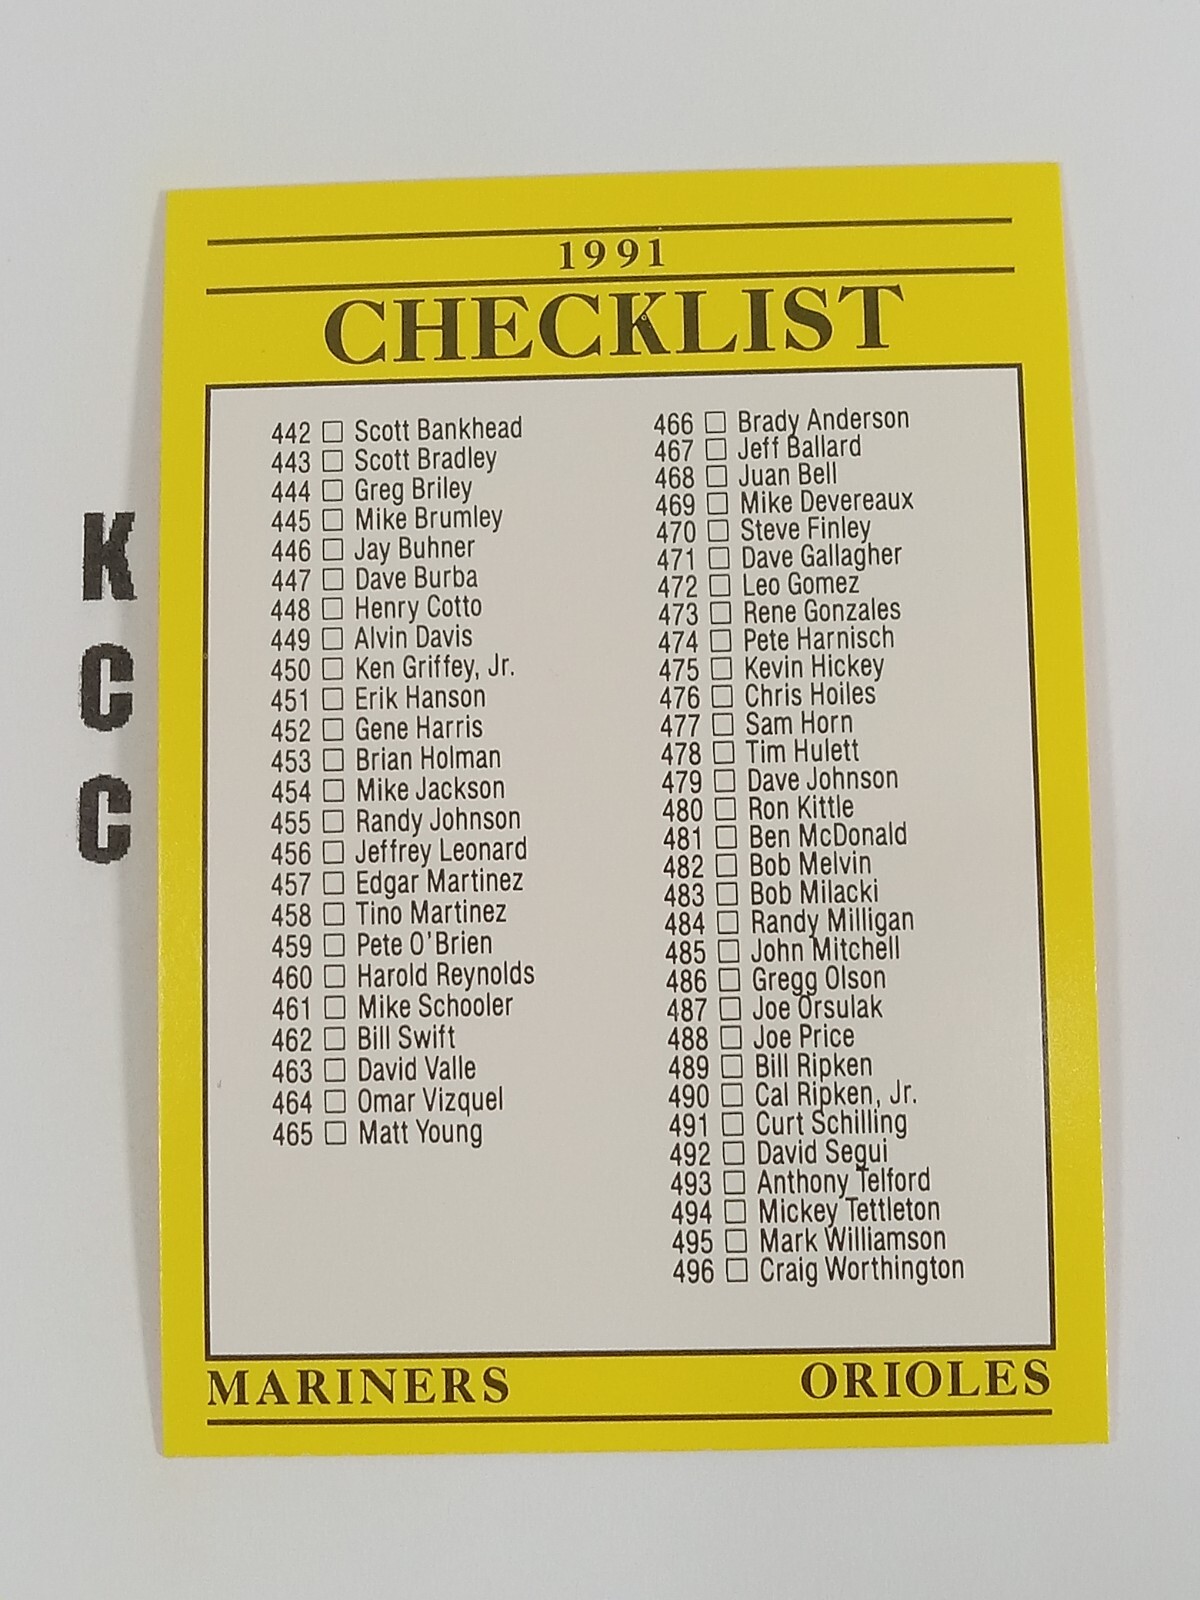 1991
CHECKLIST
442 □ Scott Bankhead
443 □ Scott Bradley
444 □ Greg Briley
445 □ Mike Brumley
446 □ Jay Buhner
447 □ Dave Burba
448 □ Henry Cotto
449 □ Alvin Davis
450 □ Ken Griffey, Jr.
451 □ Erik Hanson
452 □ Gene Harris
453 □ Brian Holman
454 □ Mike Jackson
455 □ Randy Johnson
456 □ Jeffrey Leonard
457 □ Edgar Martinez
458 □ Tino Martinez
459 □ Pete O'Brien
460 □ Harold Reynolds
461 □ Mike Schooler
462 □ Bill Swift
463 □ David Valle
464 □ Omar Vizquel
465 □ Matt Young
466 □ Brady Anderson
467 □ Jeff Ballard
468 □ Juan Bell
469 □ Mike Devereaux
470 □ Steve Finley
471 □ Dave Gallagher
472 □ Leo Gomez
473 □ Rene Gonzales
474 □ Pete Harnisch
475 □ Kevin Hickey
476 □ Chris Hoiles
477 □ Sam Horn
478 □ Tim Hulett
479 □ Dave Johnson
480 □ Ron Kittle
481 □ Ben McDonald
482 □ Bob Melvin
483 □ Bob Milacki
484 □ Randy Milligan
485 □ John Mitchell
486 □ Gregg Olson
487 □ Joe Orsulak
488 □ Joe Price
489 □ Bill Ripken
490 □ Cal Ripken, Jr.
491 □ Curt Schilling
492 □ David Segui
493 □ Anthony Telford
494 □ Mickey Tettleton
495 □ Mark Williamson
496 □ Craig Worthington
MARINERS
ORIOLES
K
C
C